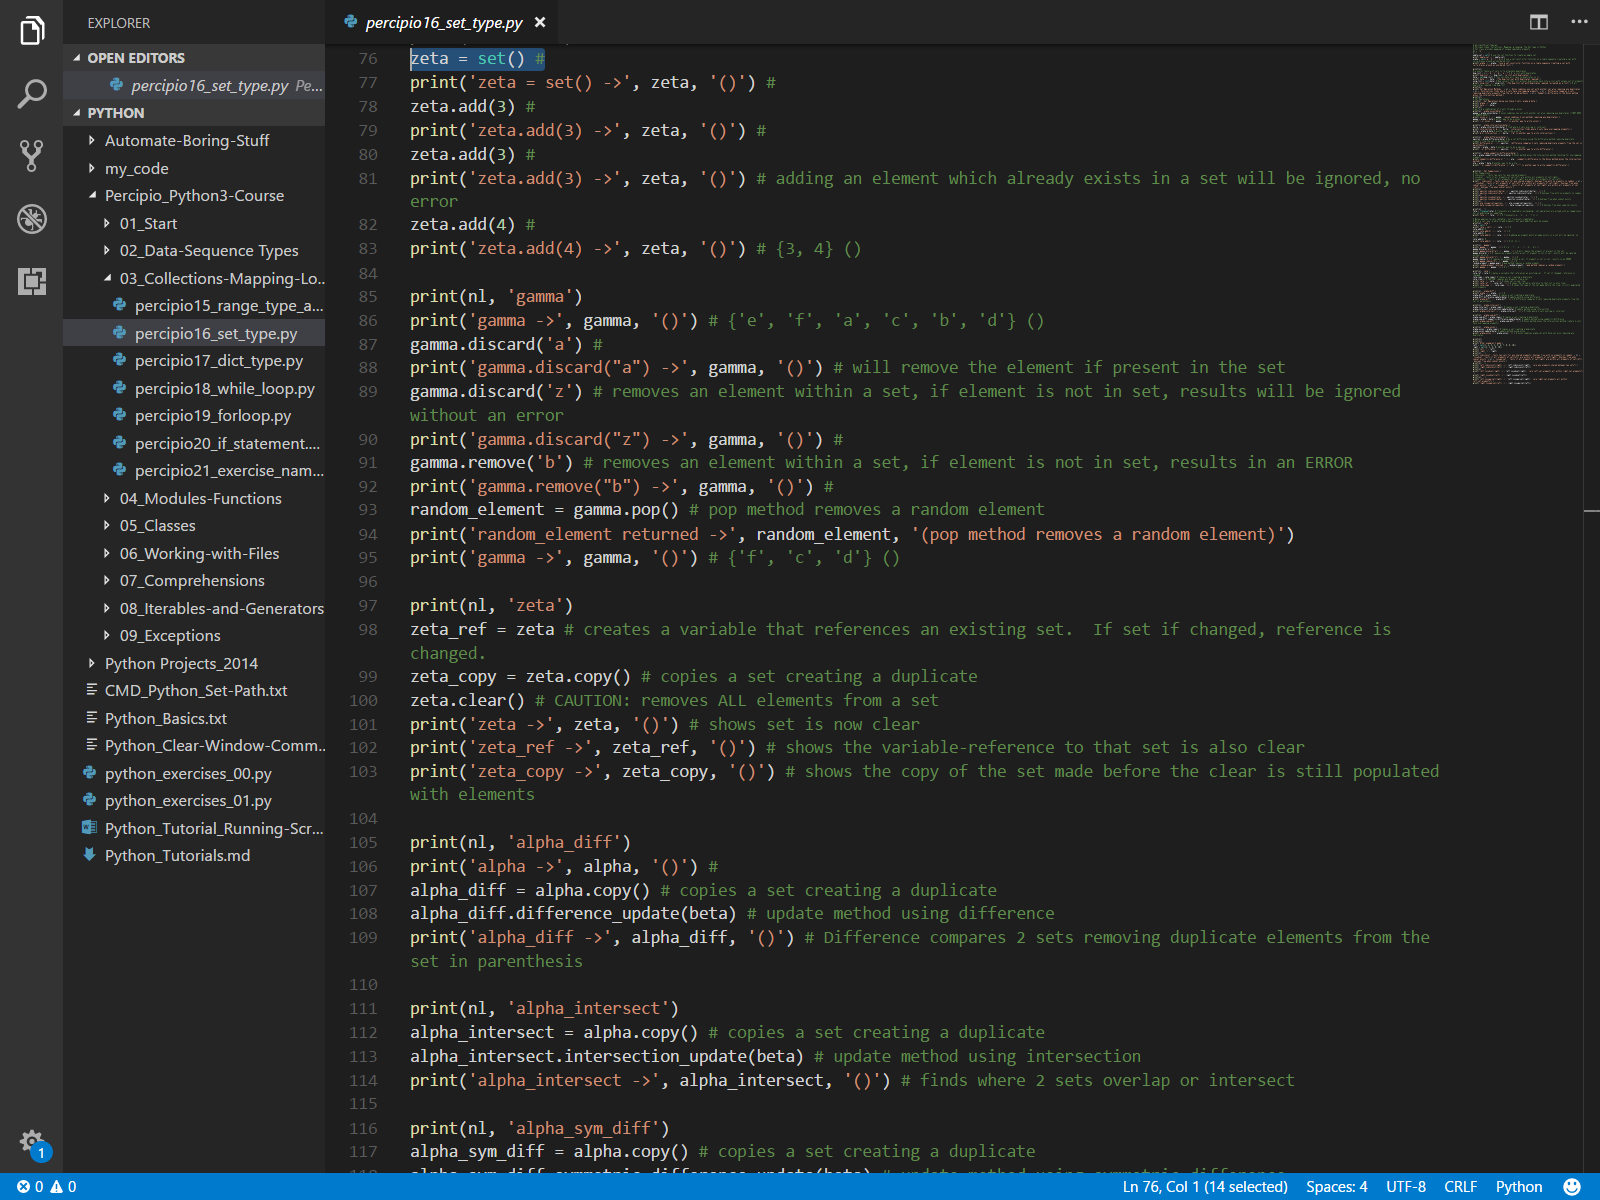 EXPLORER
OPEN EDITORS
percipio16_set_type.py Pe...
PYTHON
Automate-Boring-Stuff
my_code
Percipio_Python3-Course
01_Start
02_Data-Sequence Types
03_Collections-Mapping-Lo...
percipio15_range_type_a...
percipio16_set_type.py
percipio17_dict_type.py
percipio18_while_loop.py
percipio19_forloop.py
percipio20_if_statement....
percipio21_exercise_nam...
04_Modules-Functions
05_Classes
06_Working-with-Files
07_Comprehensions
08_Iterables-and-Generators
09_Exceptions
Python Projects_2014
CMD_Python_Set-Path.txt
Python_Basics.txt
Python_Clear-Window-Comm...
python_exercises_00.py
python_exercises_01.py
Python_Tutorial_Running-Scr...
Python_Tutorials.md
1
percipio16_set_type.py
76 zeta = set() #
77 print('zeta = set() ->', zeta, '()') #
78 zeta.add(3) #
79 print('zeta.add(3) ->', zeta, '()') #
80 zeta.add(3) #
81 print('zeta.add(3) ->', zeta, '()') # adding an element which already exists in a set will be ignored, no
error
82 zeta.add(4) #
83 print('zeta.add(4) ->', zeta, '()') # {3, 4} ()
84
85 print(nl, 'gamma')
86 print('gamma ->', gamma, '()') # {'e', 'f', 'a', 'c', 'b', 'd'} ()
87 gamma.discard('a') #
88 print('gamma.discard("a") ->', gamma, '()') # will remove the element if present in the set
89 gamma.discard('z') # removes an element within a set, if element is not in set, results will be ignored
without an error
90 print('gamma.discard("z") ->', gamma, '()') #
91 gamma.remove('b') # removes an element within a set, if element is not in set, results in an ERROR
92 print('gamma.remove("b") ->', gamma, '()') #
93 random_element = gamma.pop() # pop method removes a random element
94 print('random_element returned ->', random_element, '(pop method removes a random element)')
95 print('gamma ->', gamma, '()') # {'f', 'c', 'd'} ()
96
97 print(nl, 'zeta')
98 zeta_ref = zeta # creates a variable that references an existing set.  If set if changed, reference is
changed.
99 zeta_copy = zeta.copy() # copies a set creating a duplicate
100 zeta.clear() # CAUTION: removes ALL elements from a set
101 print('zeta ->', zeta, '()') # shows set is now clear
102 print('zeta_ref ->', zeta_ref, '()') # shows the variable-reference to that set is also clear
103 print('zeta_copy ->', zeta_copy, '()') # shows the copy of the set made before the clear is still populated
with elements
104
105 print(nl, 'alpha_diff')
106 print('alpha ->', alpha, '()') #
107 alpha_diff = alpha.copy() # copies a set creating a duplicate
108 alpha_diff.difference_update(beta) # update method using difference
109 print('alpha_diff ->', alpha_diff, '()') # Difference compares 2 sets removing duplicate elements from the
set in parenthesis
110
111 print(nl, 'alpha_intersect')
112 alpha_intersect = alpha.copy() # copies a set creating a duplicate
113 alpha_intersect.intersection_update(beta) # update method using intersection
114 print('alpha_intersect ->', alpha_intersect, '()') # finds where 2 sets overlap or intersect
115
116 print(nl, 'alpha_sym_diff')
117 alpha_sym_diff = alpha.copy() # copies a set creating a duplicate
118 alpha_sym_diff.symmetric_difference_update(beta) # update method using symmetric difference
0 0 Ln 76, Col 1 (14 selected) Spaces: 4 UTF-8 CRLF Python